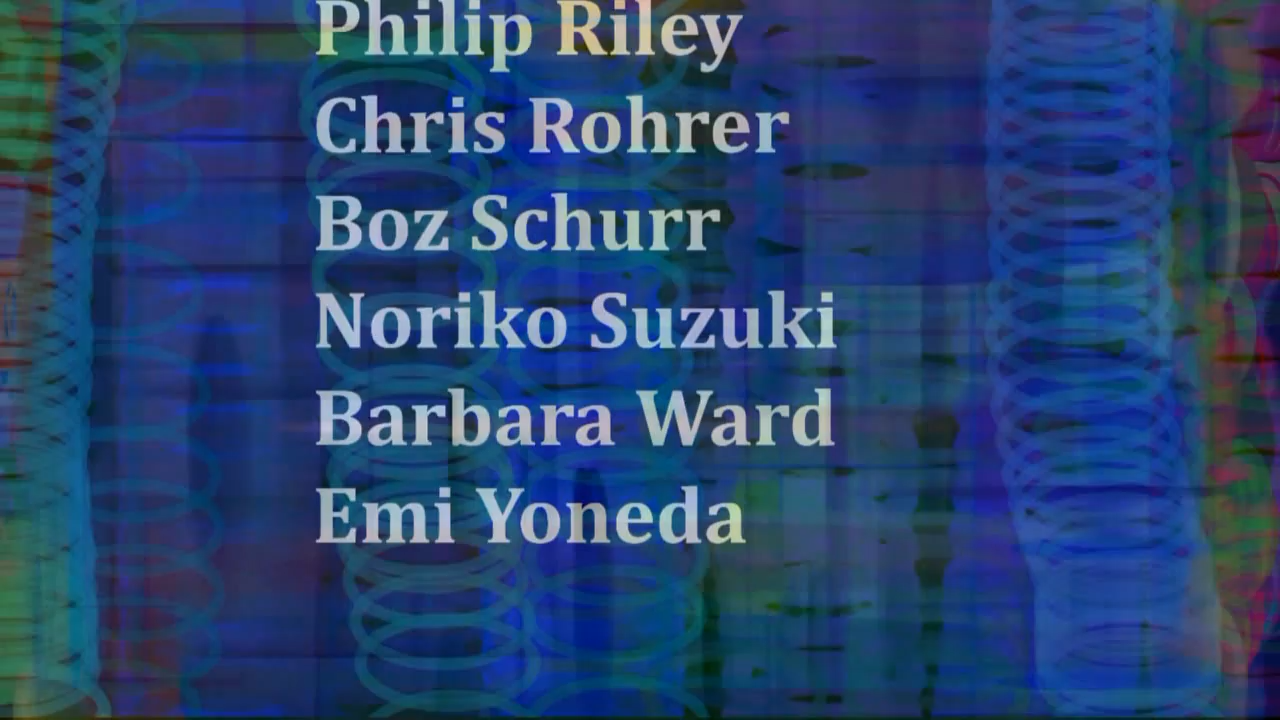 Philip Riley
Chris Rohrer
Boz Schurr
Noriko Suzuki
Barbara Ward
Emi Yoneda